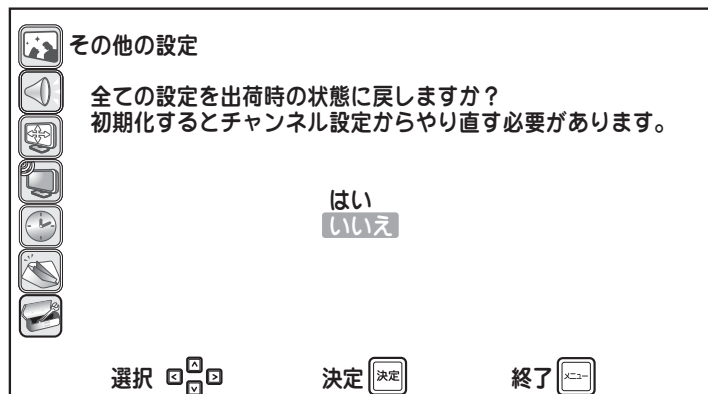 その他の設定
全ての設定を出荷時の状態に戻しますか？
初期化するとチャンネル設定からやり直す必要があります。
はい
いいえ
選択 決定 決定 終了 メニュー